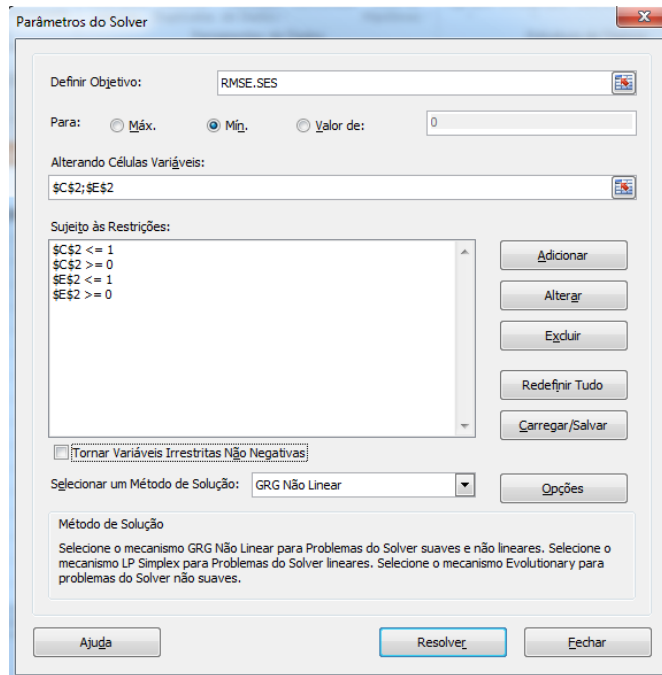 Parâmetros do Solver
Definir Objetivo: RMSE.SES
Para: Máx. Mín. Valor de: 0
Alterando Células Variáveis:
$C$2;$E$2
Sujeito às Restrições:
$C$2 <= 1
$C$2 >= 0
$E$2 <= 1
$E$2 >= 0
Adicionar
Alterar
Excluir
Redefinir Tudo
Carregar/Salvar
Tornar Variáveis Irrestritas Não Negativas
Selecionar um Método de Solução: GRG Não Linear
Opções
Método de Solução
Selecione o mecanismo GRG Não Linear para Problemas do Solver suaves e não lineares. Selecione o
mecanismo LP Simplex para Problemas do Solver lineares. Selecione o mecanismo Evolutionary para
problemas do Solver não suaves.
Ajuda Resolver Fechar